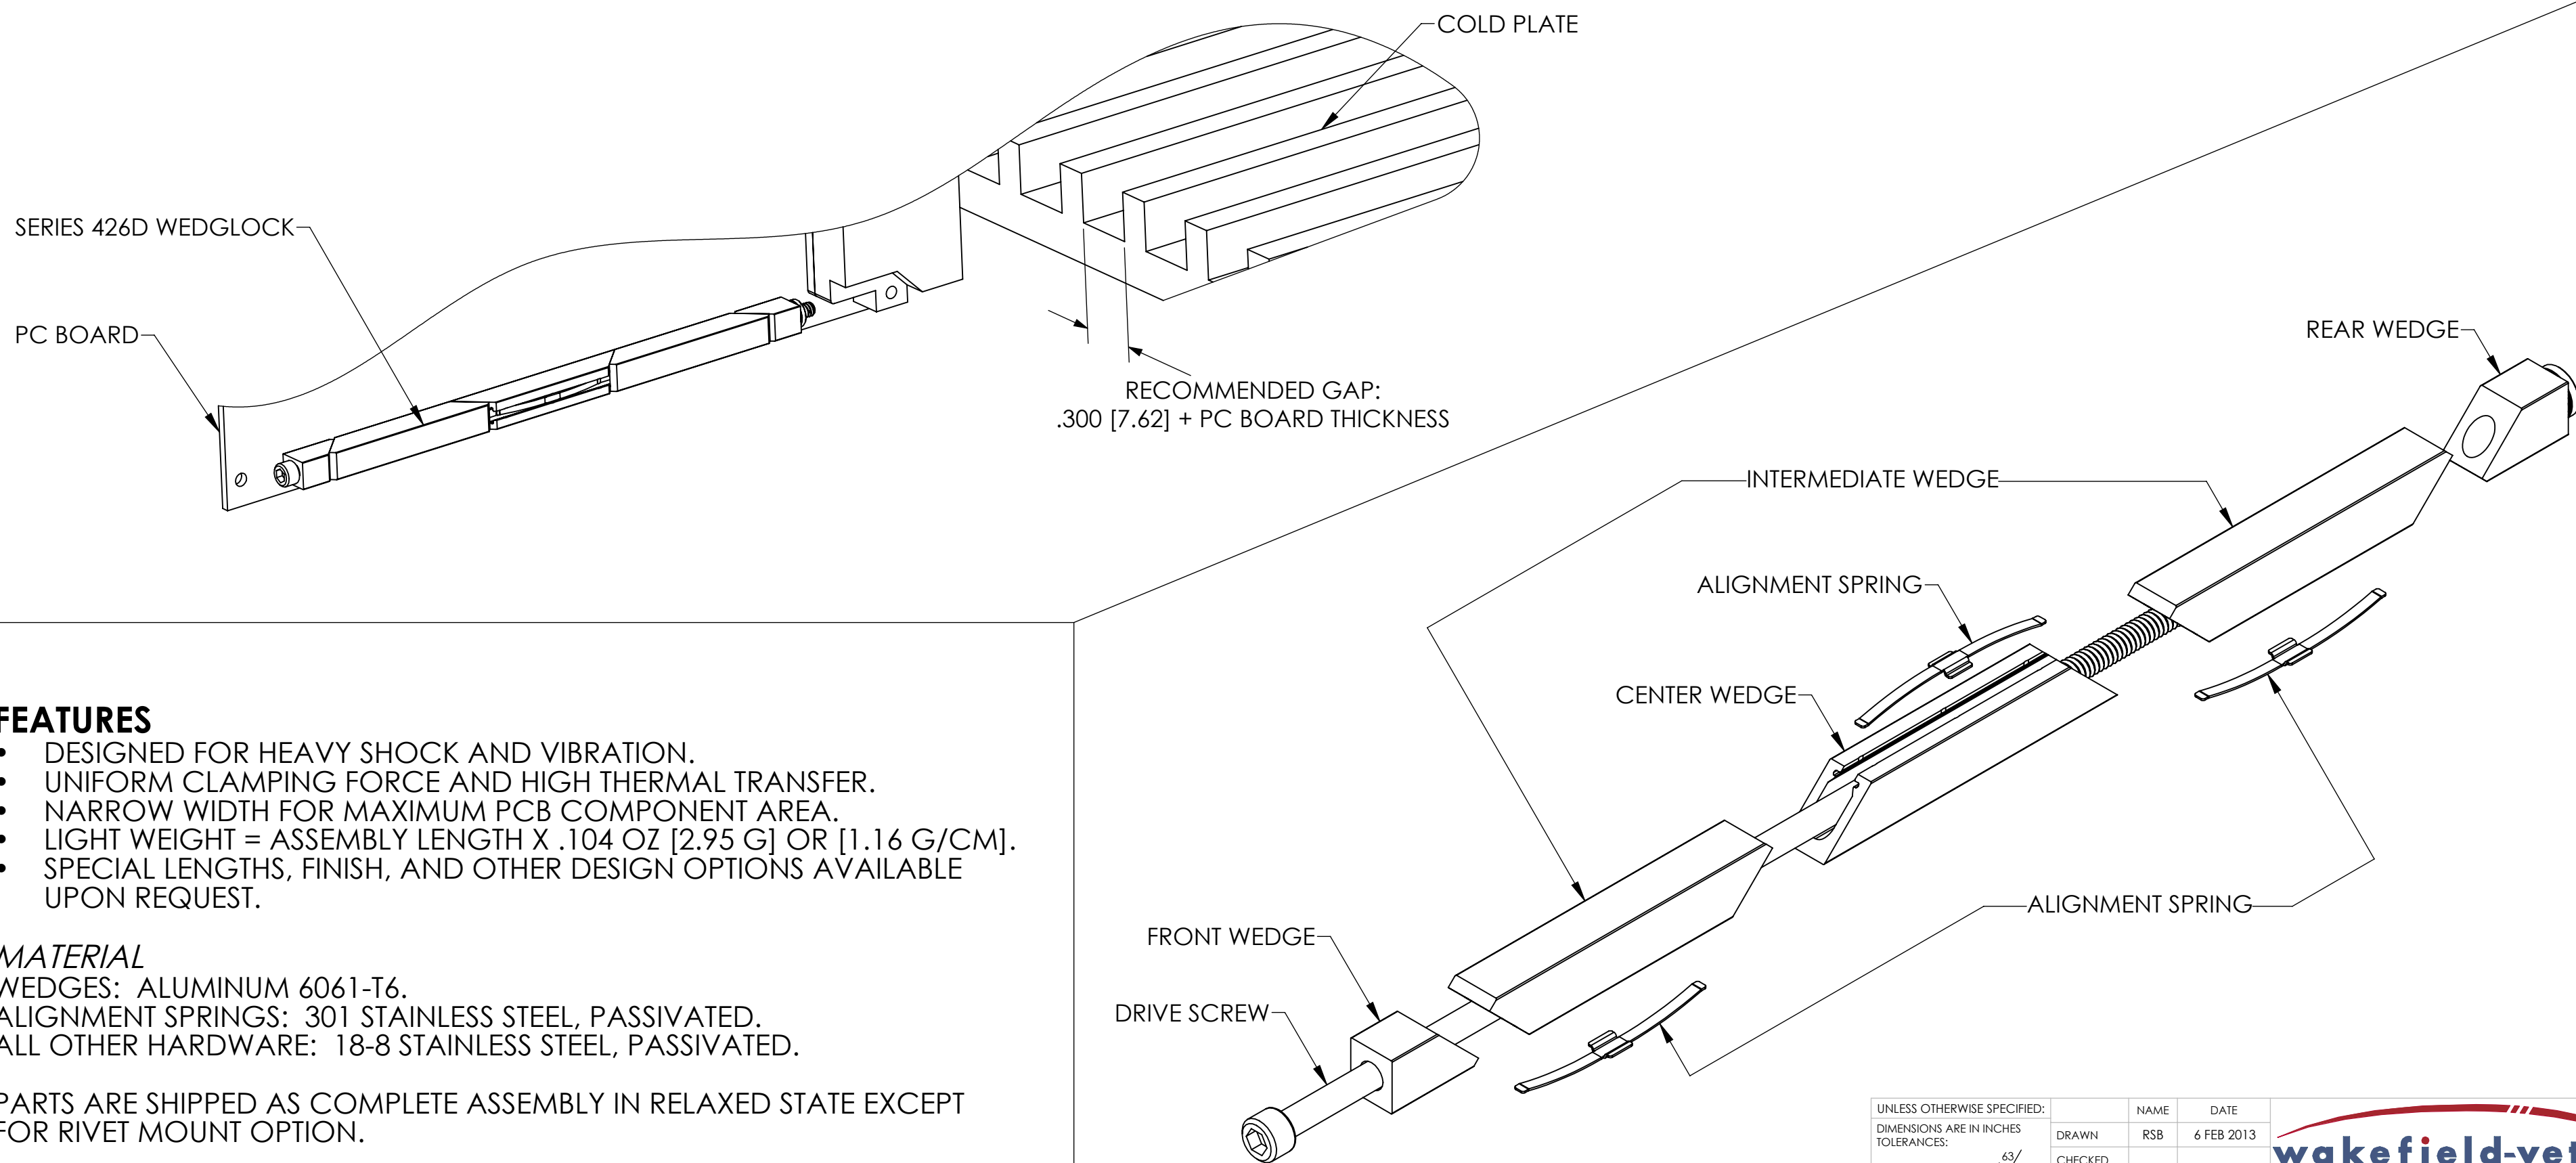 COLD PLATE
SERIES 426D WEDGLOCK
PC BOARD
RECOMMENDED GAP:
.300 [7.62] + PC BOARD THICKNESS
REAR WEDGE
INTERMEDIATE WEDGE
ALIGNMENT SPRING
CENTER WEDGE
ALIGNMENT SPRING
FRONT WEDGE
DRIVE SCREW
FEATURES
• DESIGNED FOR HEAVY SHOCK AND VIBRATION.
• UNIFORM CLAMPING FORCE AND HIGH THERMAL TRANSFER.
• NARROW WIDTH FOR MAXIMUM PCB COMPONENT AREA.
• LIGHT WEIGHT = ASSEMBLY LENGTH X .104 OZ [2.95 G] OR [1.16 G/CM].
• SPECIAL LENGTHS, FINISH, AND OTHER DESIGN OPTIONS AVAILABLE
UPON REQUEST.
MATERIAL
WEDGES: ALUMINUM 6061-T6.
ALIGNMENT SPRINGS: 301 STAINLESS STEEL, PASSIVATED.
ALL OTHER HARDWARE: 18-8 STAINLESS STEEL, PASSIVATED.
PARTS ARE SHIPPED AS COMPLETE ASSEMBLY IN RELAXED STATE EXCEPT
FOR RIVET MOUNT OPTION.
UNLESS OTHERWISE SPECIFIED:
DIMENSIONS ARE IN INCHES
TOLERANCES:
63/
NAME DATE
DRAWN RSB 6 FEB 2013
CHECKED
wakefield-vet